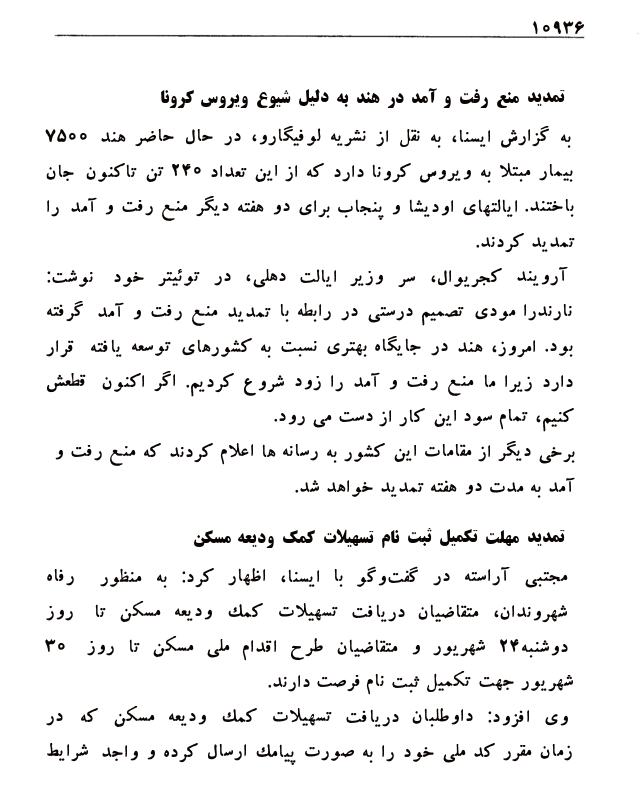 ۱۰۹۳۶
تمدید منع رفت و آمد در هند به دلیل شیوع ویروس کرونا
به گزارش ایسنا، به نقل از نشریه لوفیگارو، در حال حاضر هند ۷۵۰۰
بیمار مبتلا به ویروس کرونا دارد که از این تعداد ۲۴۰ تن تاکنون جان
باختند. ایالتهای اودیشا و پنجاب برای دو هفته دیگر منع رفت و آمد را
تمدید کردند.
آرویند کجریوال، سر وزیر ایالت دهلی، در توئیتر خود نوشت:
نارندرا مودی تصمیم درستی در رابطه با تمدید منع رفت و آمد گرفته
بود. امروز، هند در جایگاه بهتری نسبت به کشورهای توسعه یافته قرار
دارد زیرا ما منع رفت و آمد را زود شروع کردیم. اگر اکنون قطعش
کنیم، تمام سود این کار از دست می رود.
برخی دیگر از مقامات این کشور به رسانه ها اعلام کردند که منع رفت و
آمد به مدت دو هفته تمدید خواهد شد.
تمدید مهلت تکمیل ثبت نام تسهیلات کمک ودیعه مسکن
مجتبی آراسته در گفت‌وگو با ایسنا، اظهار کرد: به منظور رفاه
شهروندان، متقاضیان دریافت تسهیلات کمك ودیعه مسکن تا روز
دوشنبه۲۴ شهریور و متقاضیان طرح اقدام ملی مسکن تا روز ۳۰
شهریور جهت تکمیل ثبت نام فرصت دارند.
وی افزود: داوطلبان دریافت تسهیلات کمك ودیعه مسکن که در
زمان مقرر کد ملی خود را به صورت پیامك ارسال کرده و واجد شرایط